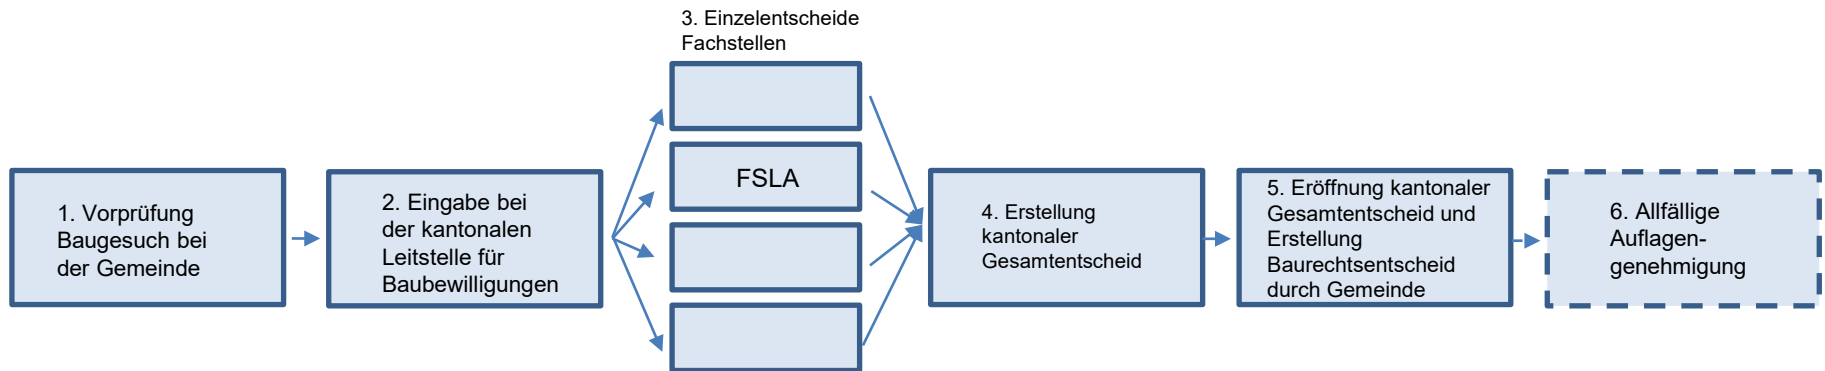 1. Vorprüfung
Baugesuch bei
der Gemeinde
2. Eingabe bei
der kantonalen
Leitstelle für
Baubewilligungen
3. Einzelentscheide
Fachstellen
FSLA
4. Erstellung
kantonaler
Gesamtentscheid
5. Eröffnung kantonaler
Gesamtentscheid und
Erstellung
Baurechtsentscheid
durch Gemeinde
6. Allfällige
Auflagen-
genehmigung